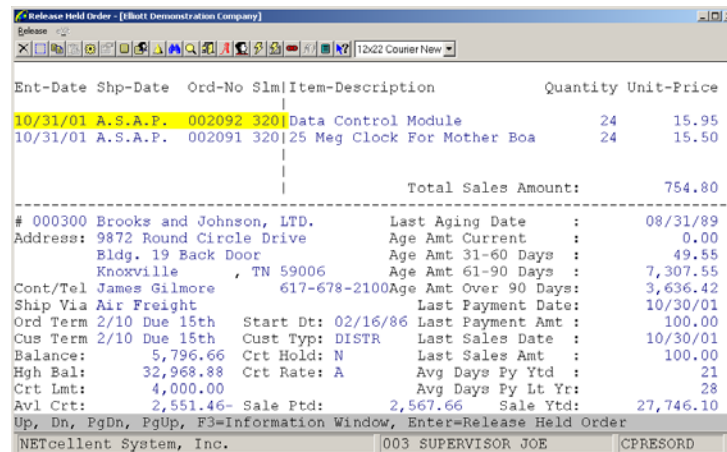 Release Held Order - [Elliott Demonstration Company]
Release
12x22 Courier New
Ent-Date Shp-Date Ord-No Slm|Item-Description Quantity Unit-Price
10/31/01 A.S.A.P. 002092 320|Data Control Module 24 15.95
10/31/01 A.S.A.P. 002091 320|25 Meg Clock For Mother Boa 24 15.50
Total Sales Amount: 754.80
# 000300 Brooks and Johnson, LTD. Last Aging Date : 08/31/89
Address: 9872 Round Circle Drive Age Amt Current : 0.00
Bldg. 19 Back Door Age Amt 31-60 Days : 49.55
Knoxville , TN 59006 Age Amt 61-90 Days : 7,307.55
Cont/Tel James Gilmore 617-678-2100Age Amt Over 90 Days: 3,636.42
Ship Via Air Freight Last Payment Date: 10/30/01
Ord Term 2/10 Due 15th Start Dt: 02/16/86 Last Payment Amt : 100.00
Cus Term 2/10 Due 15th Cust Typ: DISTR Last Sales Date : 10/30/01
Balance: 5,796.66 Crt Hold: N Last Sales Amt : 100.00
Hgh Bal: 32,968.88 Crt Rate: A Avg Days Py Ytd : 21
Crt Lmt: 4,000.00 Avg Days Py Lt Yr: 28
Avl Crt: 2,551.46- Sale Ptd: 2,567.66 Sale Ytd: 27,746.10
Up, Dn, PgDn, PgUp, F3=Information Window, Enter=Release Held Order
NETcellent System, Inc. 003 SUPERVISOR JOE CPRESORD